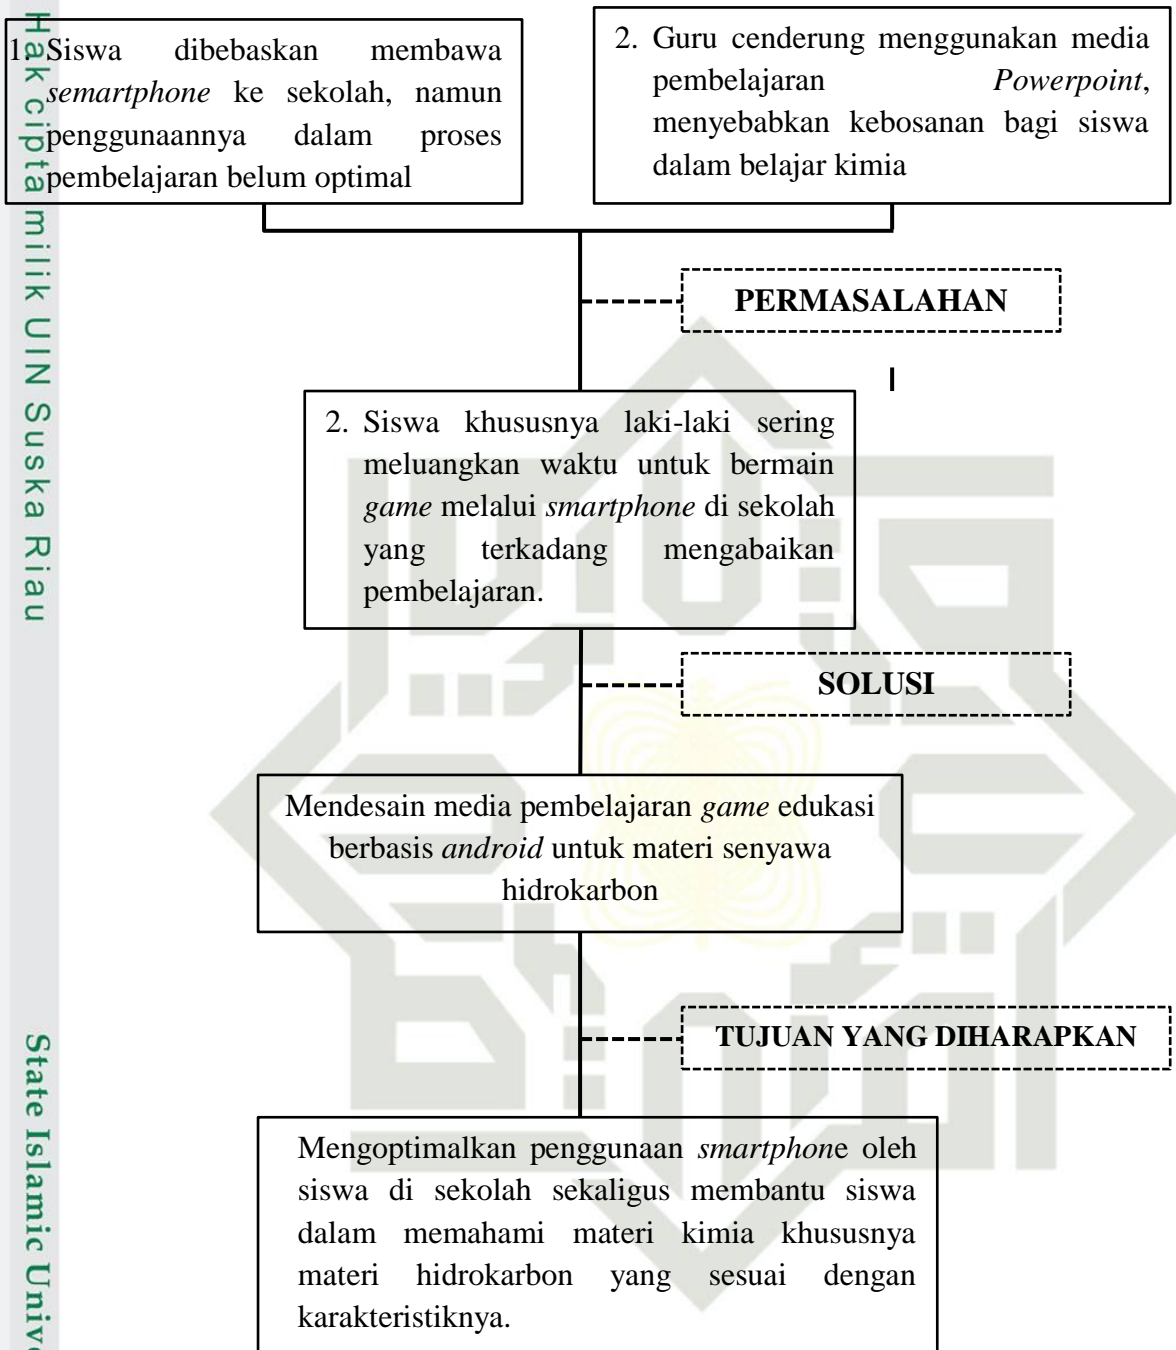 Hak cipta milik UIN Suska Riau
State Islamic Unive
1. Siswa dibebaskan membawa
semartphone ke sekolah, namun
penggunaannya dalam proses
pembelajaran belum optimal
2. Guru cenderung menggunakan media
pembelajaran Powerpoint,
menyebabkan kebosanan bagi siswa
dalam belajar kimia
PERMASALAHAN
2. Siswa khususnya laki-laki sering
meluangkan waktu untuk bermain
game melalui smartphone di sekolah
yang terkadang mengabaikan
pembelajaran.
SOLUSI
Mendesain media pembelajaran game edukasi
berbasis android untuk materi senyawa
hidrokarbon
TUJUAN YANG DIHARAPKAN
Mengoptimalkan penggunaan smartphone oleh
siswa di sekolah sekaligus membantu siswa
dalam memahami materi kimia khususnya
materi hidrokarbon yang sesuai dengan
karakteristiknya.